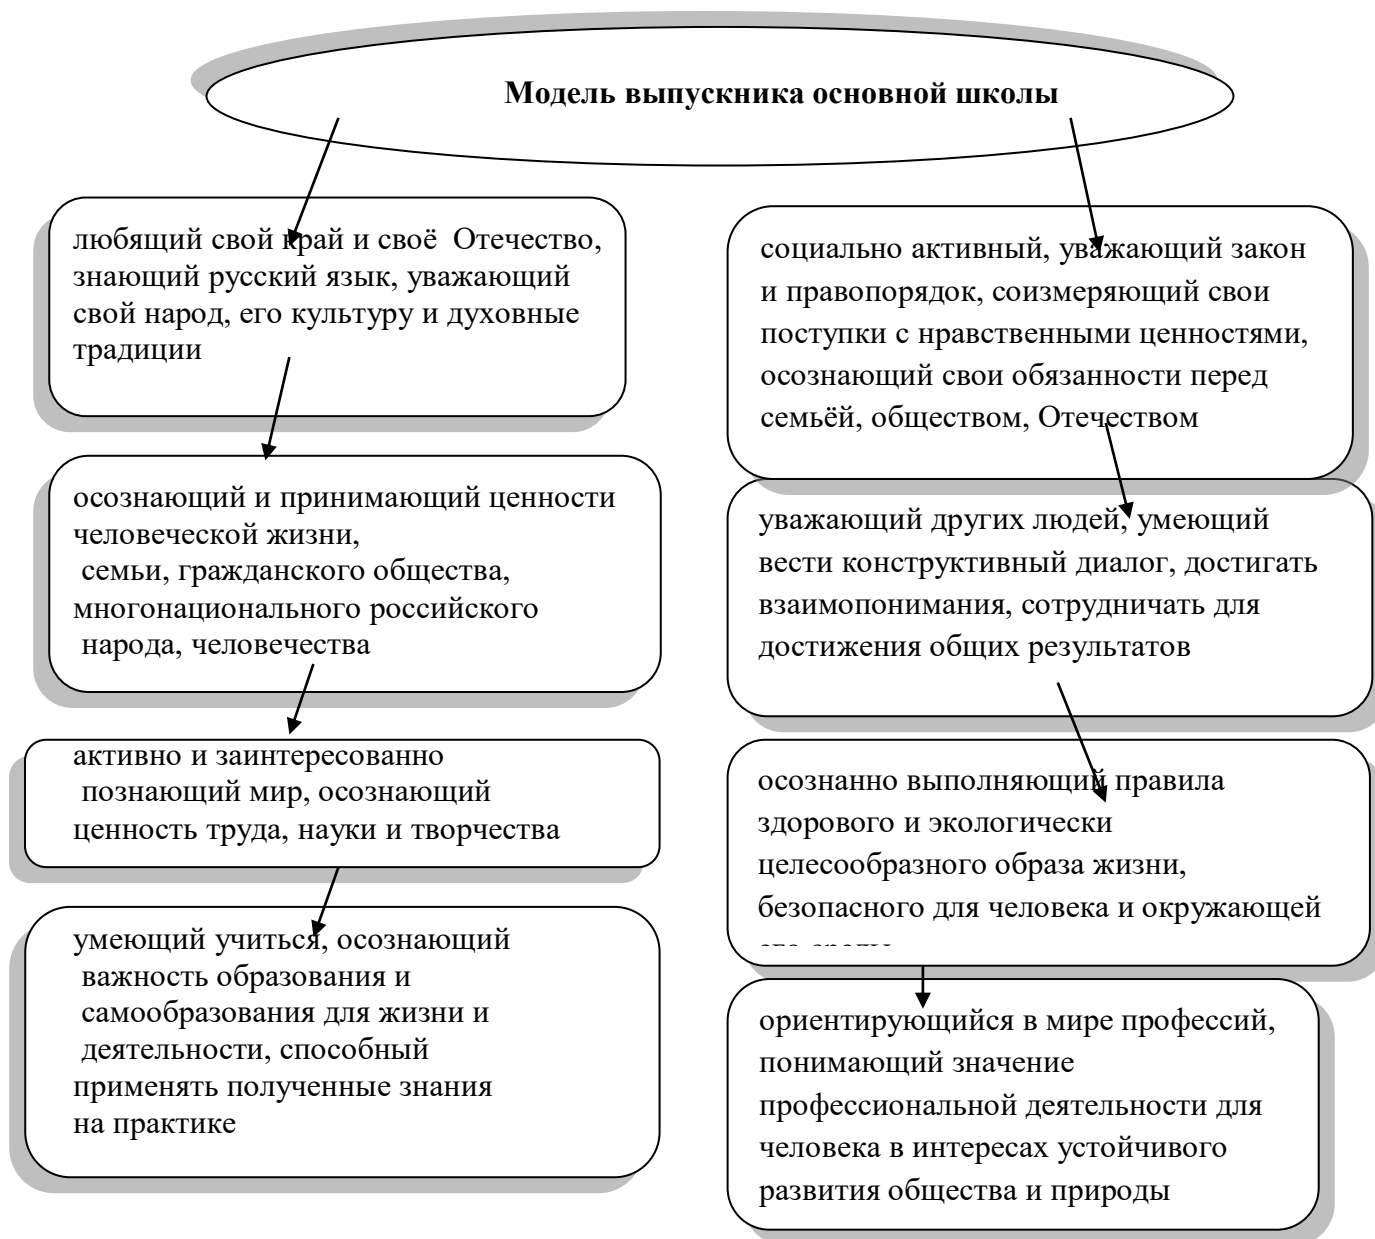 Модель выпускника основной школы
любящий свой край и своё Отечество,
знающий русский язык, уважающий
свой народ, его культуру и духовные
традиции
осознающий и принимающий ценности
человеческой жизни,
семьи, гражданского общества,
многонационального российского
народа, человечества
активно и заинтересованно
познающий мир, осознающий
ценность труда, науки и творчества
умеющий учиться, осознающий
важность образования и
самообразования для жизни и
деятельности, способный
применять полученные знания
на практике
социально активный, уважающий закон
и правопорядок, соизмеряющий свои
поступки с нравственными ценностями,
осознающий свои обязанности перед
семьёй, обществом, Отечеством
уважающий других людей, умеющий
вести конструктивный диалог, достигать
взаимопонимания, сотрудничать для
достижения общих результатов
осознанно выполняющий правила
здорового и экологически
целесообразного образа жизни,
безопасного для человека и окружающей
ориентирующийся в мире профессий,
понимающий значение
профессиональной деятельности для
человека в интересах устойчивого
развития общества и природы